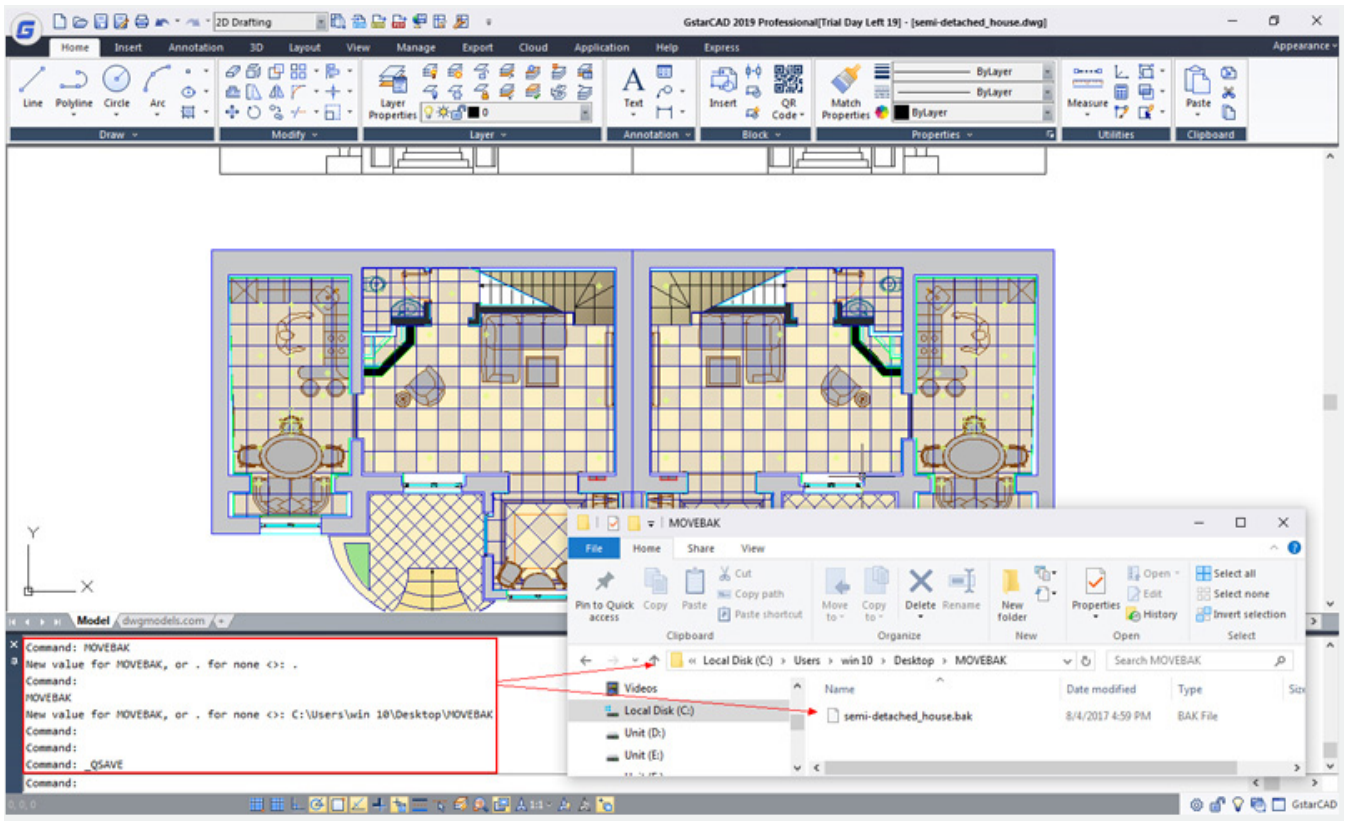 2D Drafting
GstarCAD 2019 Professional[Trial Day Left 19] - [semi-detached_house.dwg]
Home Insert Annotation 3D Layout View Manage Export Cloud Application Help Express Appearance
Line Polyline Circle Arc
Layer Properties
0
Text
Insert
QR Code
Match Properties
ByLayer
ByLayer
ByLayer
Measure
Paste
Draw Modify Layer Annotation Block Properties Utilities Clipboard
Y
X
Model dwgmodels.com +
Command: MOVEBAK
New value for MOVEBAK, or . for none <>: .
Command:
MOVEBAK
New value for MOVEBAK, or . for none <>: C:\Users\win 10\Desktop\MOVEBAK
Command:
Command:
Command: _QSAVE
Command:
MOVEBAK
File Home Share View
Pin to Quick access
Copy
Paste
Cut
Copy path
Paste shortcut
Move to
Copy to
Delete
Rename
New folder
Properties
Open
Edit
History
Select all
Select none
Invert selection
Clipboard Organize New Open Select
« Local Disk (C:) > Users > win 10 > Desktop > MOVEBAK
Search MOVEBAK
Videos
Local Disk (C:)
Unit (D:)
Unit (E:)
Name Date modified Type
semi-detached_house.bak 8/4/2017 4:59 PM BAK File
0, 0, 0
1:1
GstarCAD